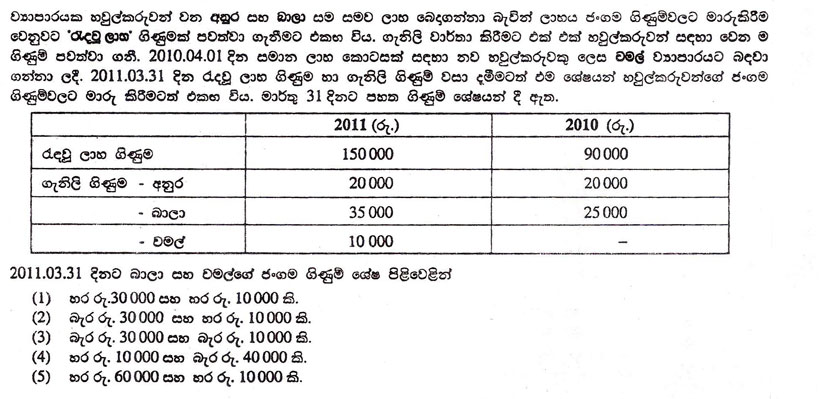 ව්‍යාපාරයක හවුල්කරුවන් වන අනුර සහ බාලා සම සමව ලාභ බෙදාගන්නා බැවින් ලාභය ජංගම ගිණුම්වලට මාරුකිරීම
වෙනුවට 'රැඳවූ ලාභ' ගිණුමක් පවත්වා ගැනීමට එකඟ විය. ගැනිලි වාර්තා කිරීමට එක් එක් හවුල්කරුවන් සඳහා වෙන ම
ගිණුම් පවත්වා ගනී. 2010.04.01 දින සමාන ලාභ කොටසක් සඳහා නව හවුල්කරුවකු ලෙස චමල් ව්‍යාපාරයට බඳවා
ගන්නා ලදී. 2011.03.31 දින රැඳවූ ලාභ ගිණුම හා ගැනිලි ගිණුම් වසා දැමීමටත් එම ශේෂයන් හවුල්කරුවන්ගේ ජංගම
ගිණුම්වලට මාරු කිරීමටත් එකඟ විය. මාර්තු 31 දිනට පහත ගිණුම් ශේෂයන් දී ඇත.
2011 (රු.) 2010 (රු.)
රැඳවූ ලාභ ගිණුම 150 000 90 000
ගැනිලි ගිණුම - අනුර 20 000 20 000
- බාලා 35 000 25 000
- චමල් 10 000 –
2011.03.31 දිනට බාලා සහ චමල්ගේ ජංගම ගිණුම් ශේෂ පිළිවෙළින්
(1) හර රු.30 000 සහ හර රු. 10 000 කි.
(2) බැර රු. 30 000 සහ හර රු. 10 000 කි.
(3) බැර රු. 30 000 සහ බැර රු. 10 000 කි.
(4) හර රු. 10 000 සහ බැර රු. 40 000 කි.
(5) හර රු. 60 000 සහ හර රු. 10 000 කි.